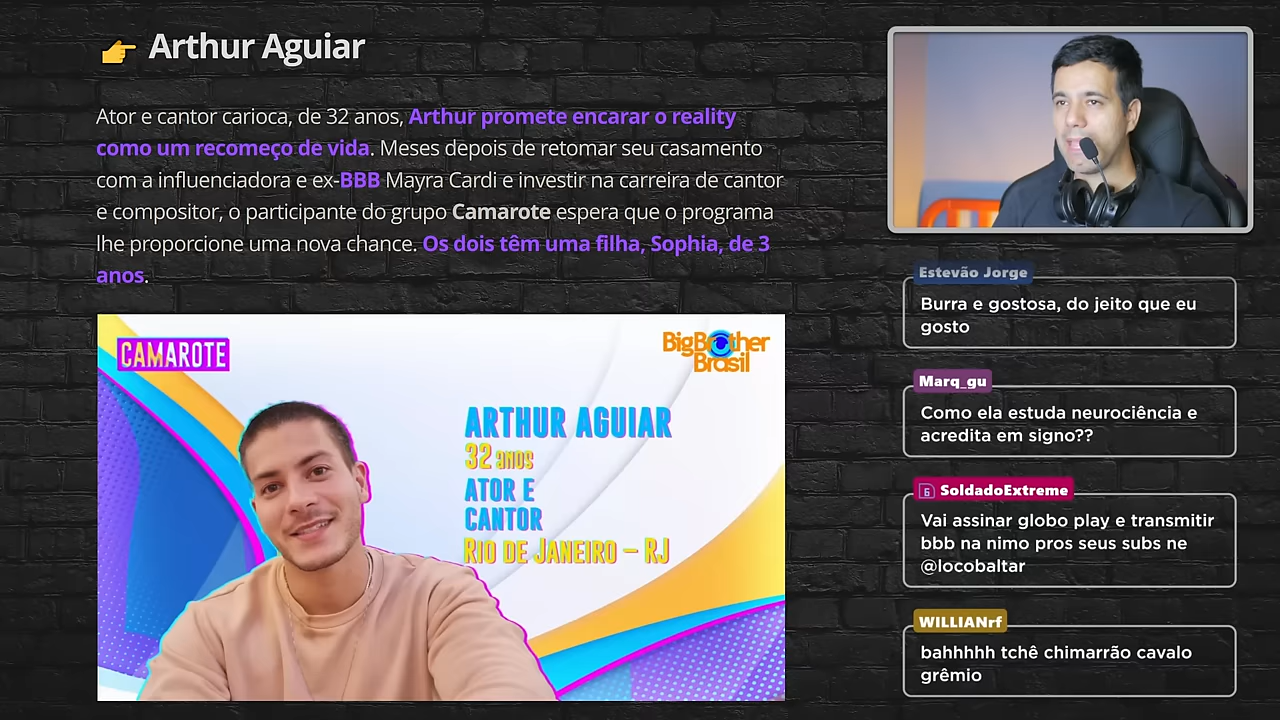 Arthur Aguiar
Ator e cantor carioca, de 32 anos, Arthur promete encarar o reality
como um recomeço de vida. Meses depois de retomar seu casamento
com a influenciadora e ex-BBB Mayra Cardi e investir na carreira de cantor
e compositor, o participante do grupo Camarote espera que o programa
lhe proporcione uma nova chance. Os dois têm uma filha, Sophia, de 3
anos.
CAMAROTE
BigBrother
Brasil
ARTHUR AGUIAR
32 anos
ATOR E
CANTOR
RIO DE JANEIRO – RJ
Estevão Jorge
Burra e gostosa, do jeito que eu
gosto
Marq_gu
Como ela estuda neurociência e
acredita em signo??
6 SoldadoExtreme
Vai assinar globo play e transmitir
bbb na nimo pros seus subs ne
@locobaltar
WILLIANrf
bahhhhh tchê chimarrão cavalo
grêmio